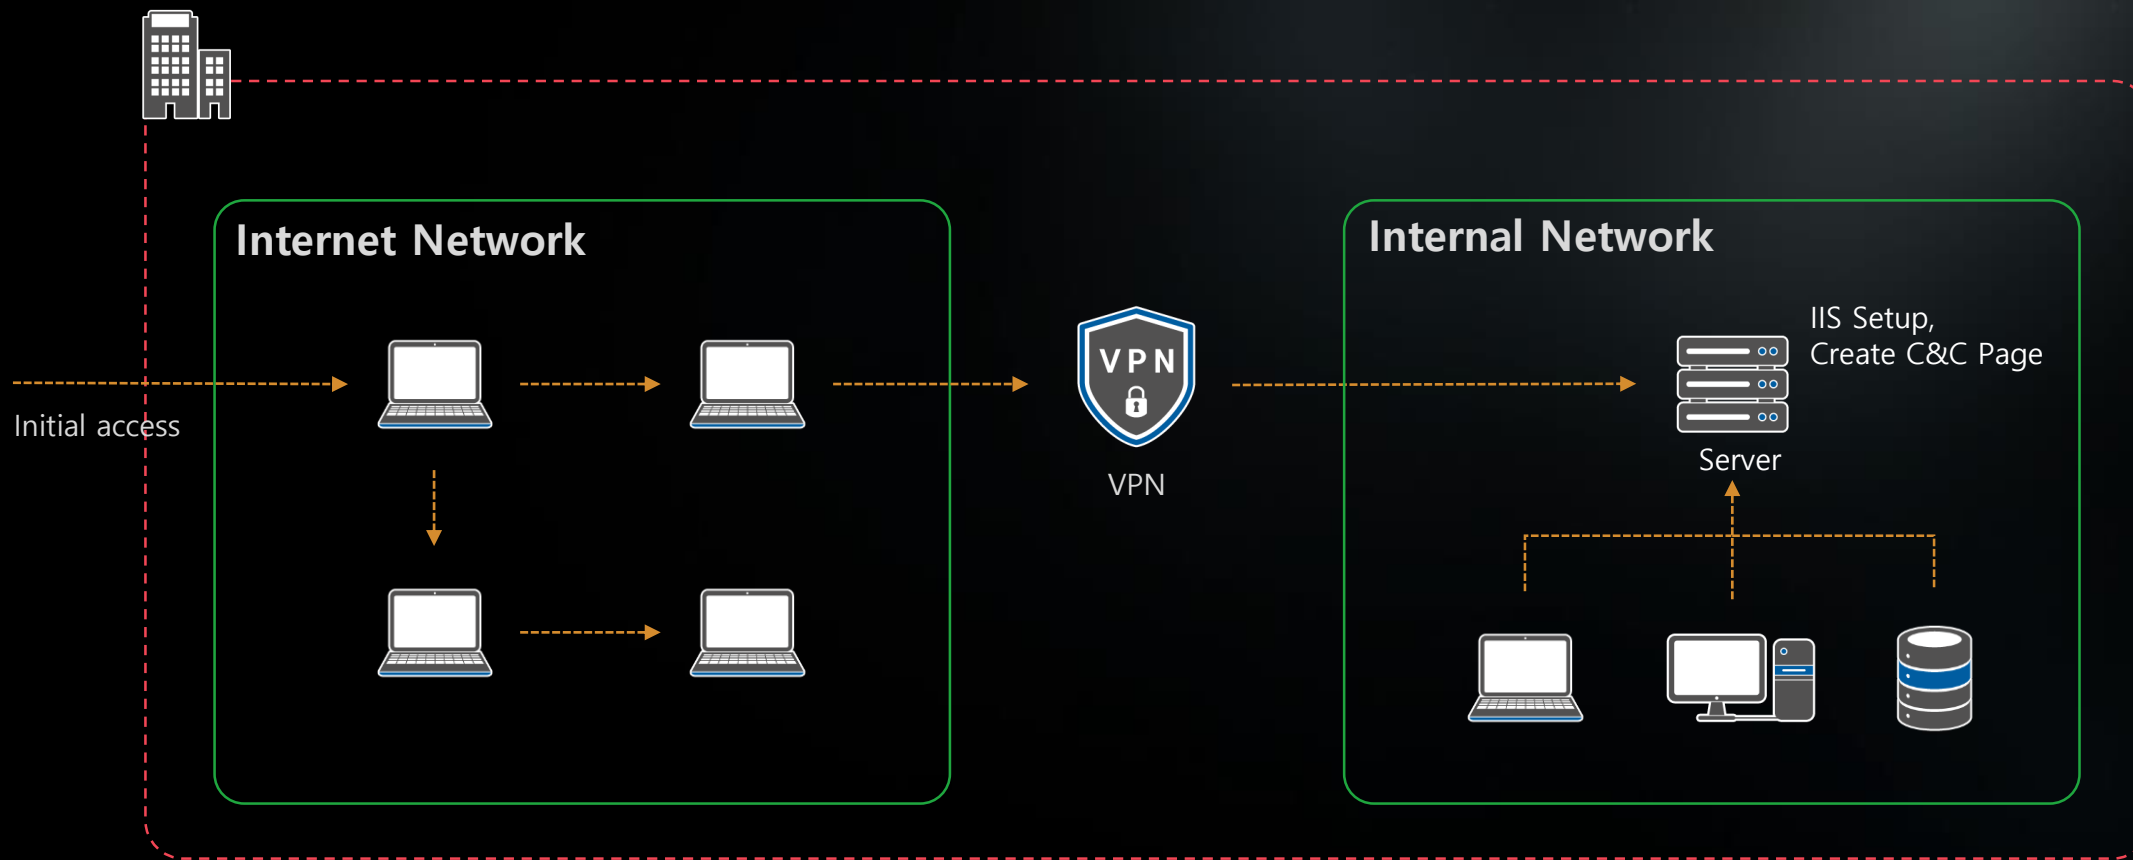 Internet Network
Internal Network
IIS Setup,
Create C&C Page
VPN
Initial access
Server
VPN